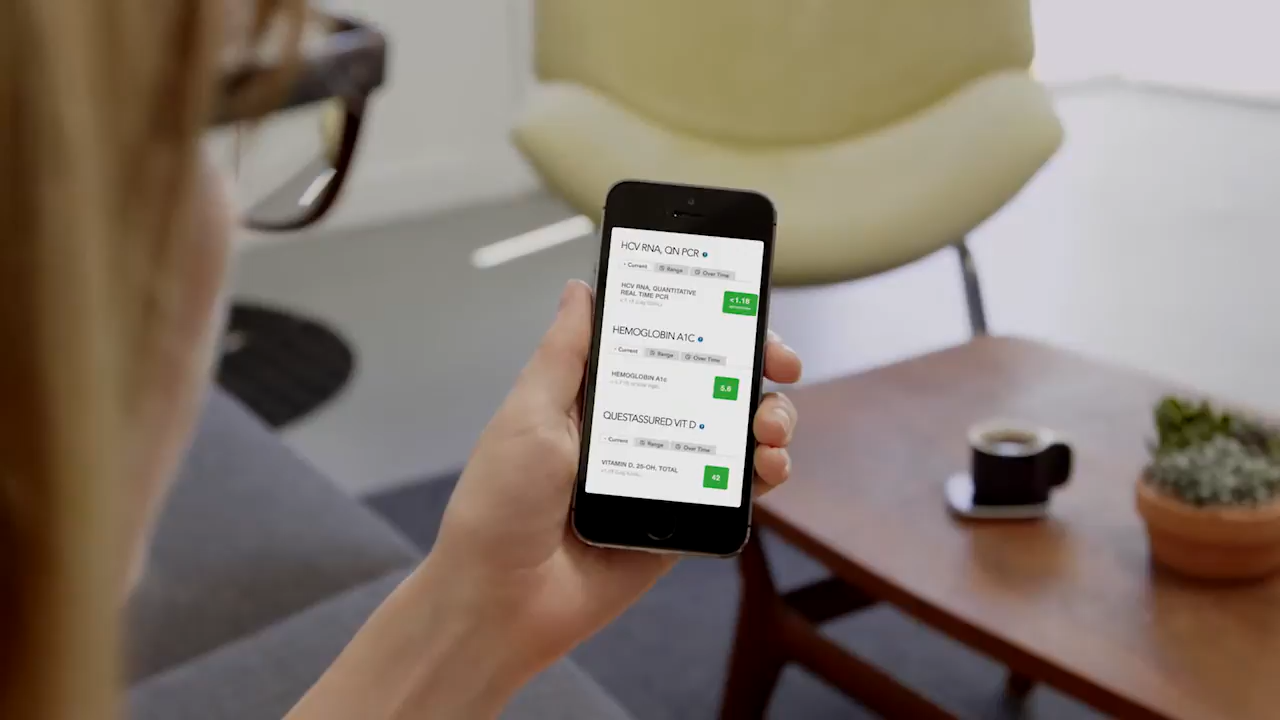 HCV RNA, QN PCR ?
Current Range Over Time
HCV RNA, QUANTITATIVE
REAL TIME PCR
<1.18
HEMOGLOBIN A1C ?
Current Range Over Time
HEMOGLOBIN A1c
5.6
QUESTASSURED VIT D ?
Current Range Over Time
VITAMIN D, 25-OH, TOTAL
42